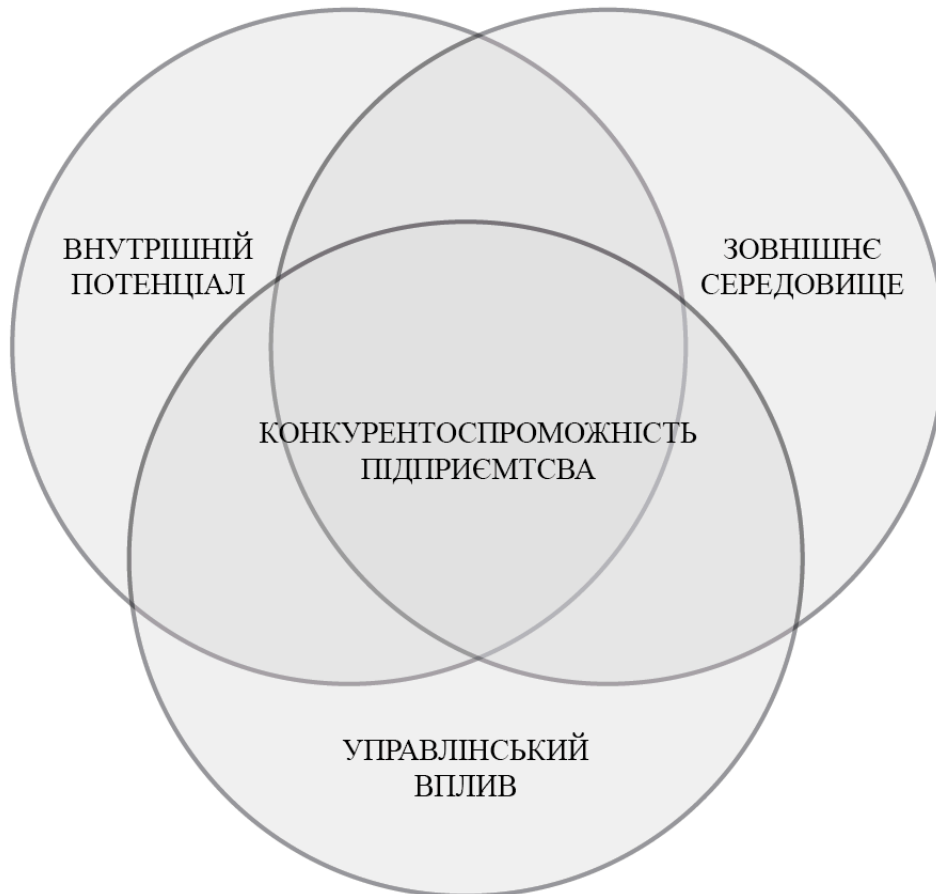 ВНУТРІШНІЙ
ПОТЕНЦІАЛ
ЗОВНІШНЄ
СЕРЕДОВИЩЕ
КОНКУРЕНТОСПРОМОЖНІСТЬ
ПІДПРИЄМТСВА
УПРАВЛІНСЬКИЙ
ВПЛИВ